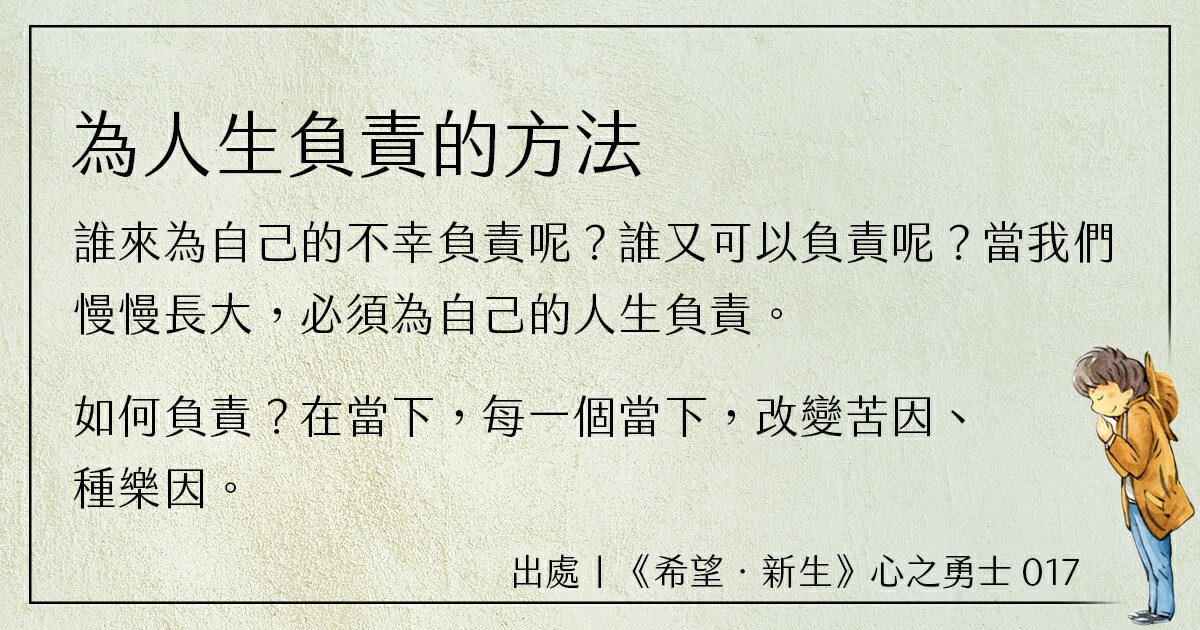 為人生負責的方法
誰來為自己的不幸負責呢？誰又可以負責呢？當我們
慢慢長大，必須為自己的人生負責。
如何負責？在當下，每一個當下，改變苦因、
種樂因。
出處｜《希望．新生》心之勇士 017